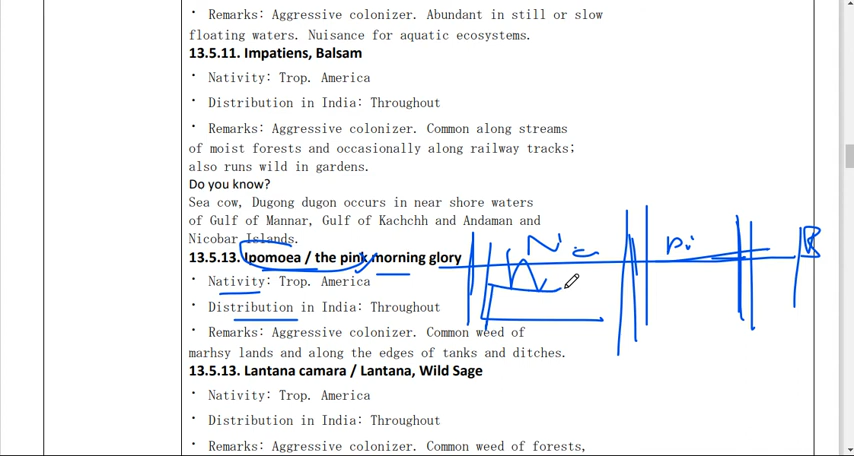 · Remarks: Aggressive colonizer. Abundant in still or slow
floating waters. Nuisance for aquatic ecosystems.
13.5.11. Impatiens, Balsam
· Nativity: Trop. America
· Distribution in India: Throughout
· Remarks: Aggressive colonizer. Common along streams
of moist forests and occasionally along railway tracks;
also runs wild in gardens.
Do you know?
Sea cow, Dugong dugon occurs in near shore waters
of Gulf of Mannar, Gulf of Kachchh and Andaman and
Nicobar Islands.
13.5.13. Ipomoea / the pink morning glory
· Nativity: Trop. America
· Distribution in India: Throughout
· Remarks: Aggressive colonizer. Common weed of
marhsy lands and along the edges of tanks and ditches.
13.5.13. Lantana camara / Lantana, Wild Sage
· Nativity: Trop. America
· Distribution in India: Throughout
· Remarks: Aggressive colonizer. Common weed of forests,